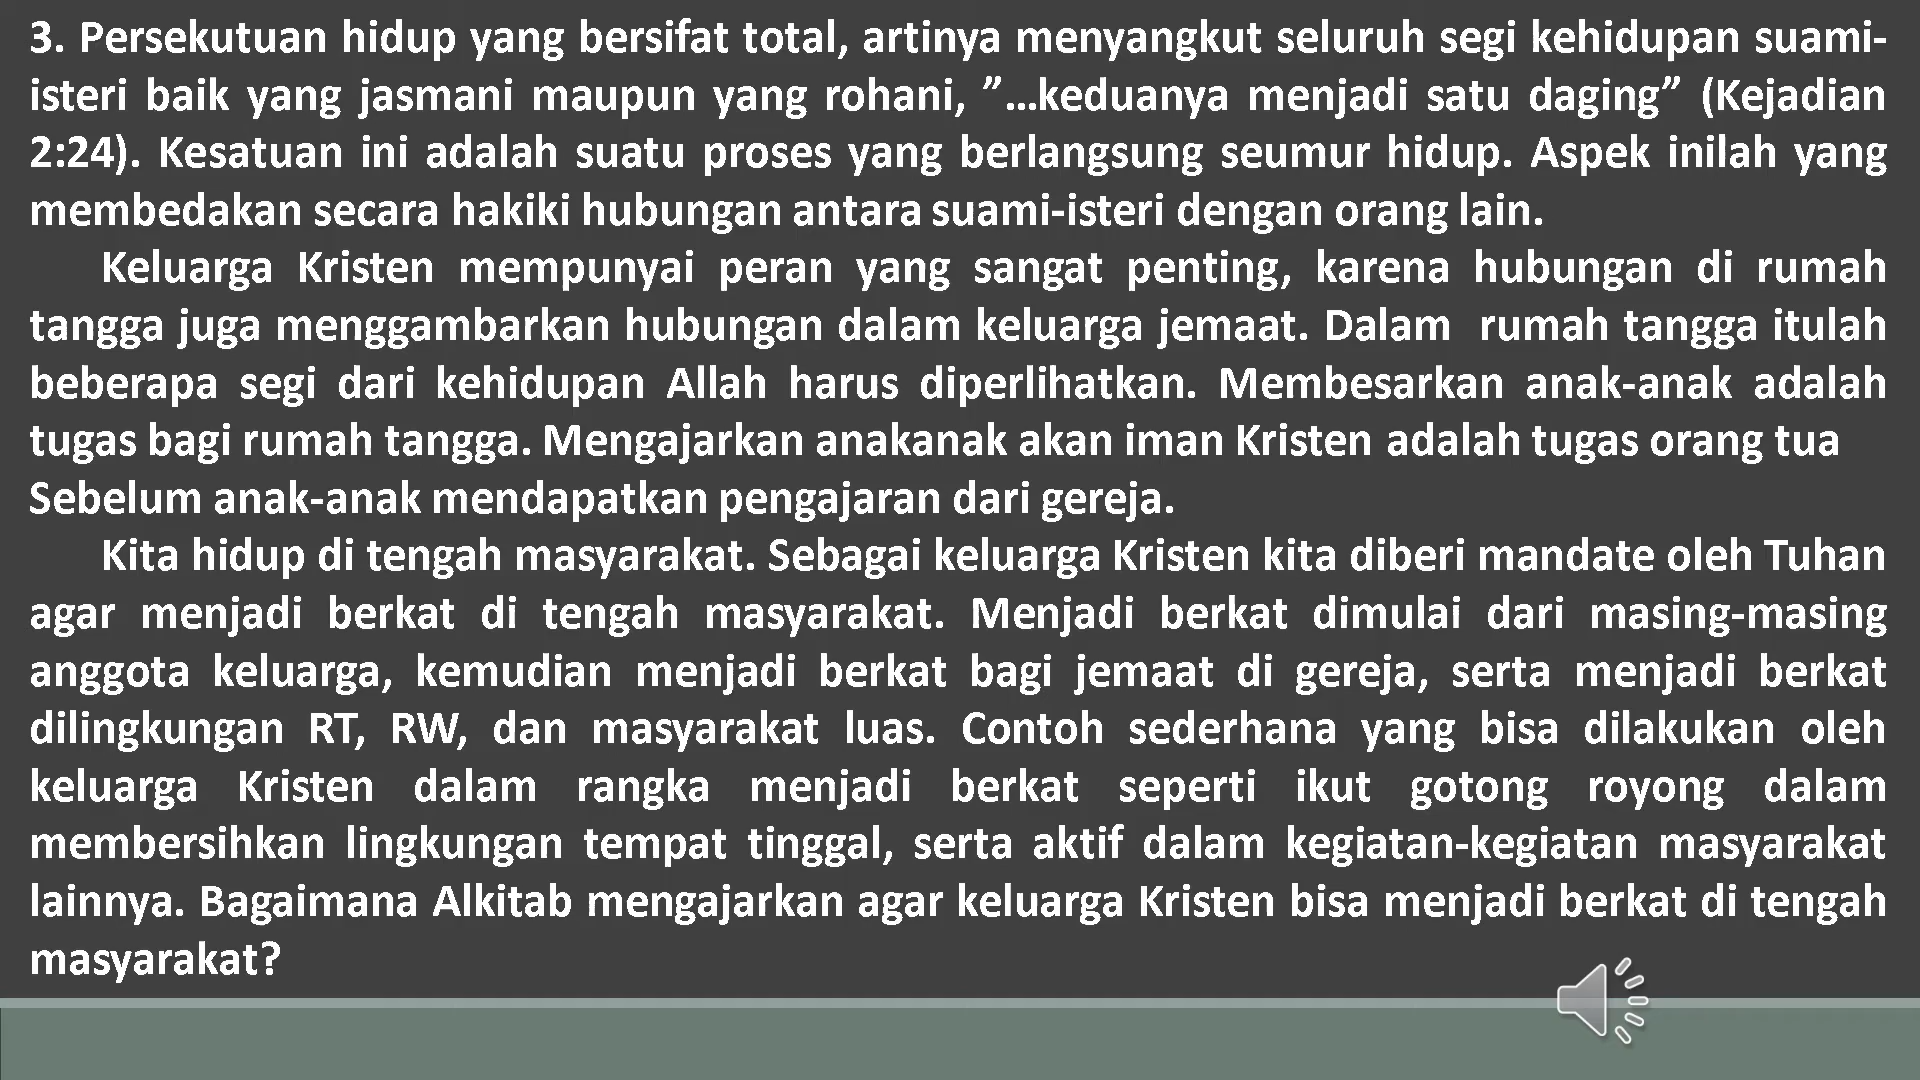 3. Persekutuan hidup yang bersifat total, artinya menyangkut seluruh segi kehidupan suami-
isteri baik yang jasmani maupun yang rohani, ”…keduanya menjadi satu daging” (Kejadian
2:24). Kesatuan ini adalah suatu proses yang berlangsung seumur hidup. Aspek inilah yang
membedakan secara hakiki hubungan antara suami-isteri dengan orang lain.
Keluarga Kristen mempunyai peran yang sangat penting, karena hubungan di rumah
tangga juga menggambarkan hubungan dalam keluarga jemaat. Dalam rumah tangga itulah
beberapa segi dari kehidupan Allah harus diperlihatkan. Membesarkan anak-anak adalah
tugas bagi rumah tangga. Mengajarkan anakanak akan iman Kristen adalah tugas orang tua
Sebelum anak-anak mendapatkan pengajaran dari gereja.
Kita hidup di tengah masyarakat. Sebagai keluarga Kristen kita diberi mandate oleh Tuhan
agar menjadi berkat di tengah masyarakat. Menjadi berkat dimulai dari masing-masing
anggota keluarga, kemudian menjadi berkat bagi jemaat di gereja, serta menjadi berkat
dilingkungan RT, RW, dan masyarakat luas. Contoh sederhana yang bisa dilakukan oleh
keluarga Kristen dalam rangka menjadi berkat seperti ikut gotong royong dalam
membersihkan lingkungan tempat tinggal, serta aktif dalam kegiatan-kegiatan masyarakat
lainnya. Bagaimana Alkitab mengajarkan agar keluarga Kristen bisa menjadi berkat di tengah
masyarakat?